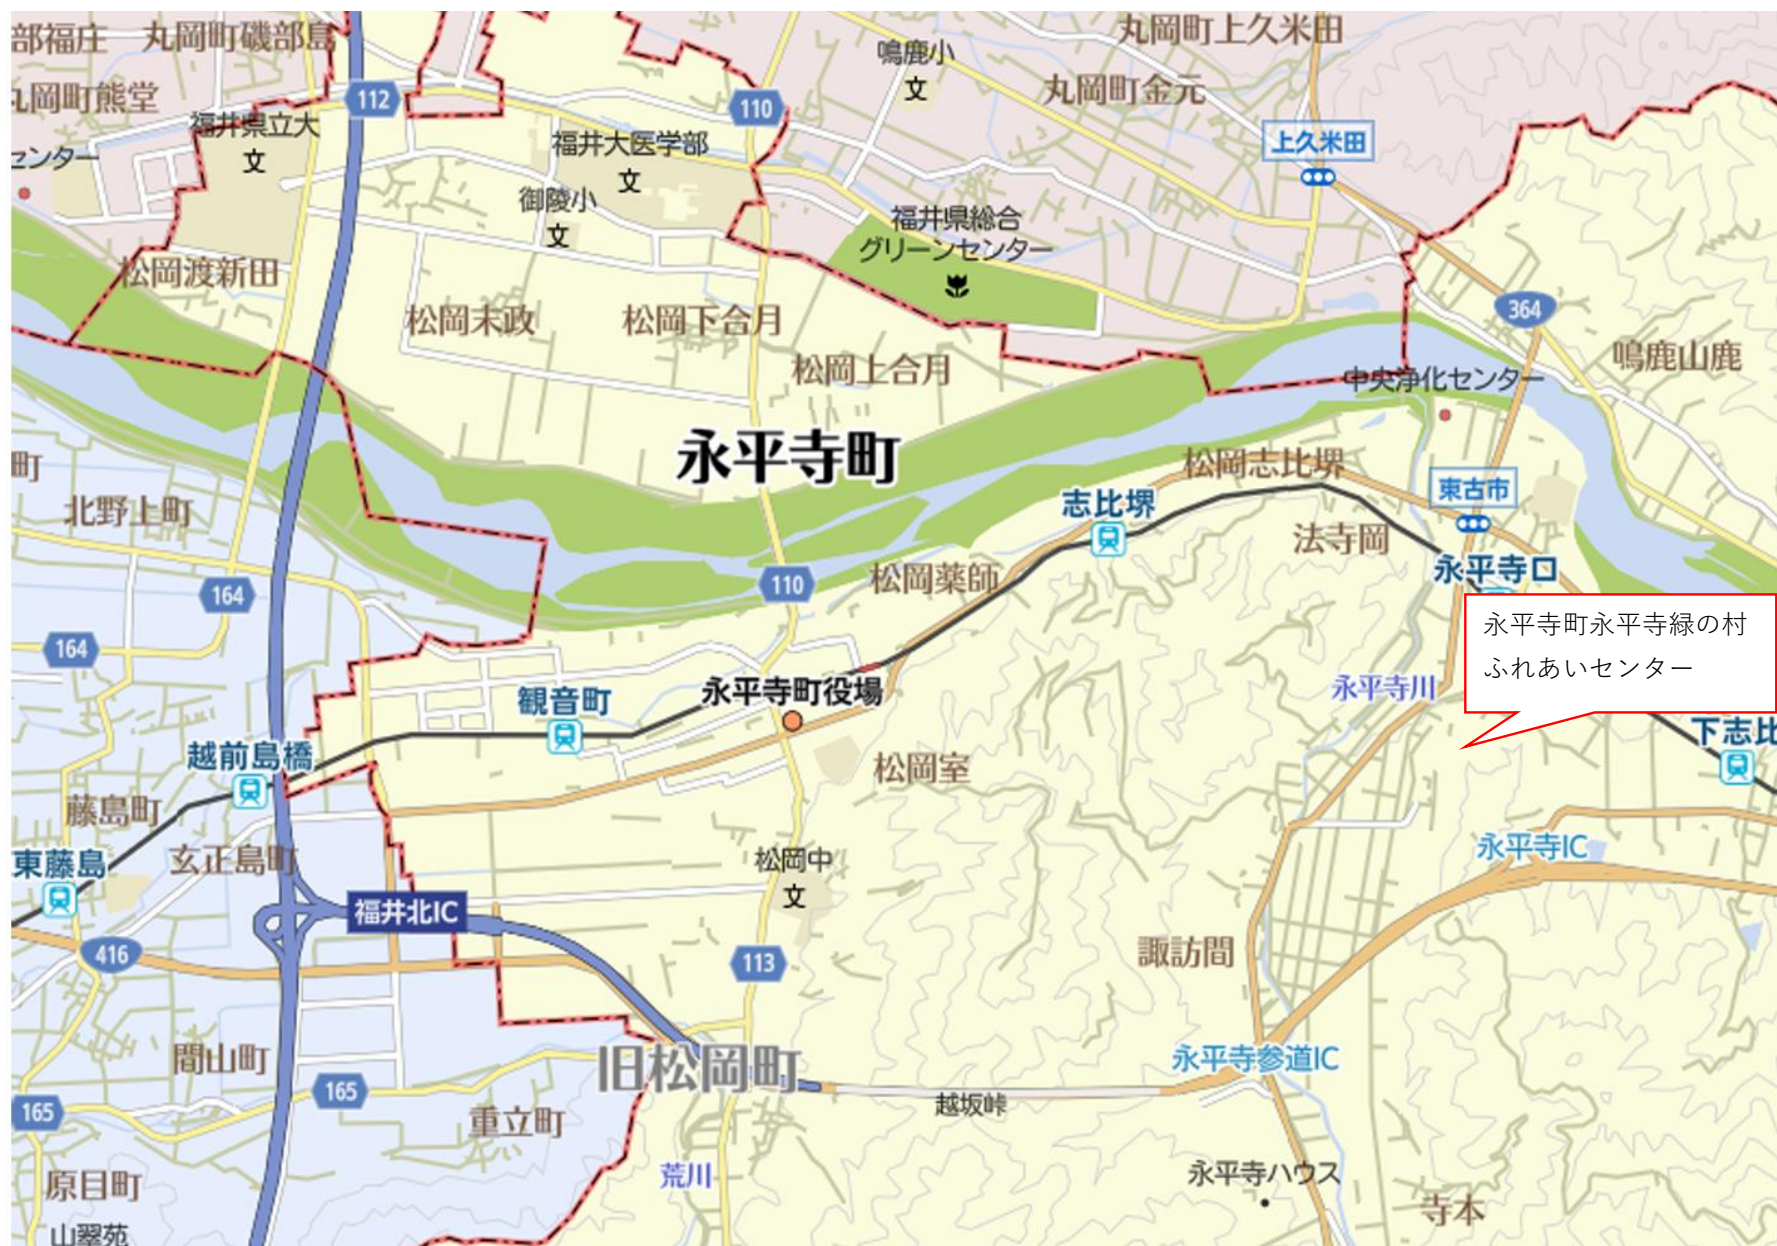 部福庄
丸岡町磯部島
丸岡町熊堂
112
福井県立大
文
センター
110
鳴鹿小
文
丸岡町上久米田
丸岡町金元
上久米田
福井大医学部
文
御陵小
文
福井県総合
グリーンセンター
松岡渡新田
松岡末政
松岡下合月
松岡上合月
364
鳴鹿山鹿
中央浄化センター
永平寺町
町
北野上町
松岡志比堺
東古市
志比堺
法寺岡
永平寺口
164
110
松岡薬師
164
永平寺町永平寺緑の村
ふれあいセンター
永平寺川
観音町
永平寺町役場
下志比
越前島橋
松岡室
藤島町
玄正島町
東藤島
松岡中
文
永平寺IC
福井北IC
416
113
諏訪間
間山町
旧松岡町
永平寺参道IC
165
165
越坂峠
重立町
荒川
永平寺ハウス
原目町
寺本
山翠苑